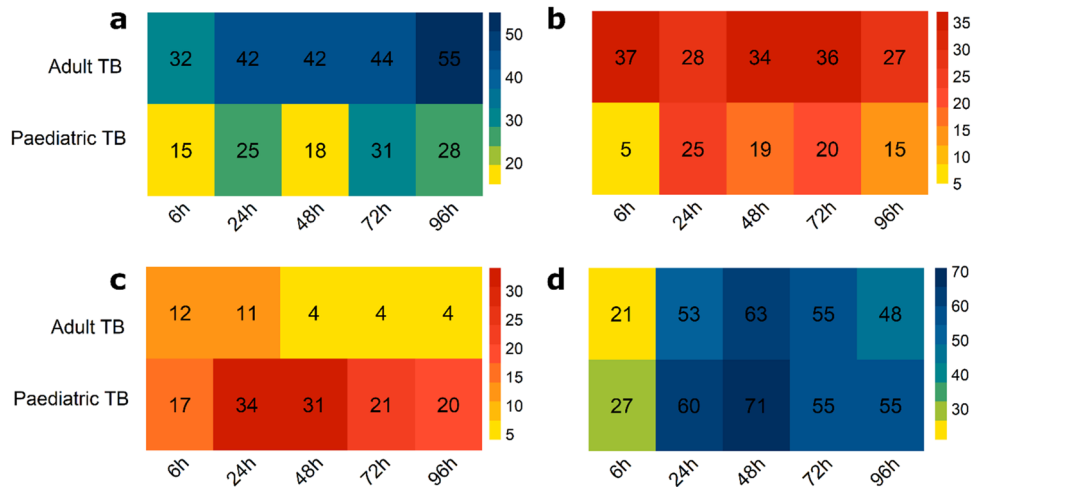 a
50
40
30
20
Adult TB 32 42 42 44 55
Paediatric TB 15 25 18 31 28
6h 24h 48h 72h 96h
b
35
30
25
20
15
10
5
37 28 34 36 27
5 25 19 20 15
6h 24h 48h 72h 96h
c
30
25
20
15
10
5
Adult TB 12 11 4 4 4
Paediatric TB 17 34 31 21 20
6h 24h 48h 72h 96h
d
70
60
50
40
30
21 53 63 55 48
27 60 71 55 55
6h 24h 48h 72h 96h